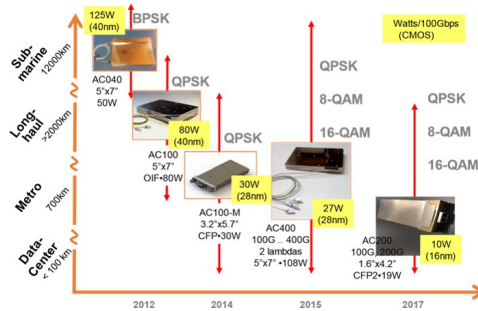 125W
(40nm)
BPSK
AC040
5"x7"
50W
QPSK
80W
(40nm)
AC100
5"x7"
OIF•80W
QPSK
30W
(28nm)
AC100-M
3.2"x5.7"
CFP•30W
QPSK
8-QAM
16-QAM
27W
(28nm)
AC400
100G .. 400G
2 lambdas
5"x7" •108W
Watts/100Gbps
(CMOS)
QPSK
8-QAM
16-QAM
10W
(16nm)
AC200
100G, 200G
1.6"x4.2"
CFP2•19W
Sub-
marine
12000km
Long-
haul
>2000km
Metro
700km
Data-
Center
< 100 km
2012
2014
2015
2017